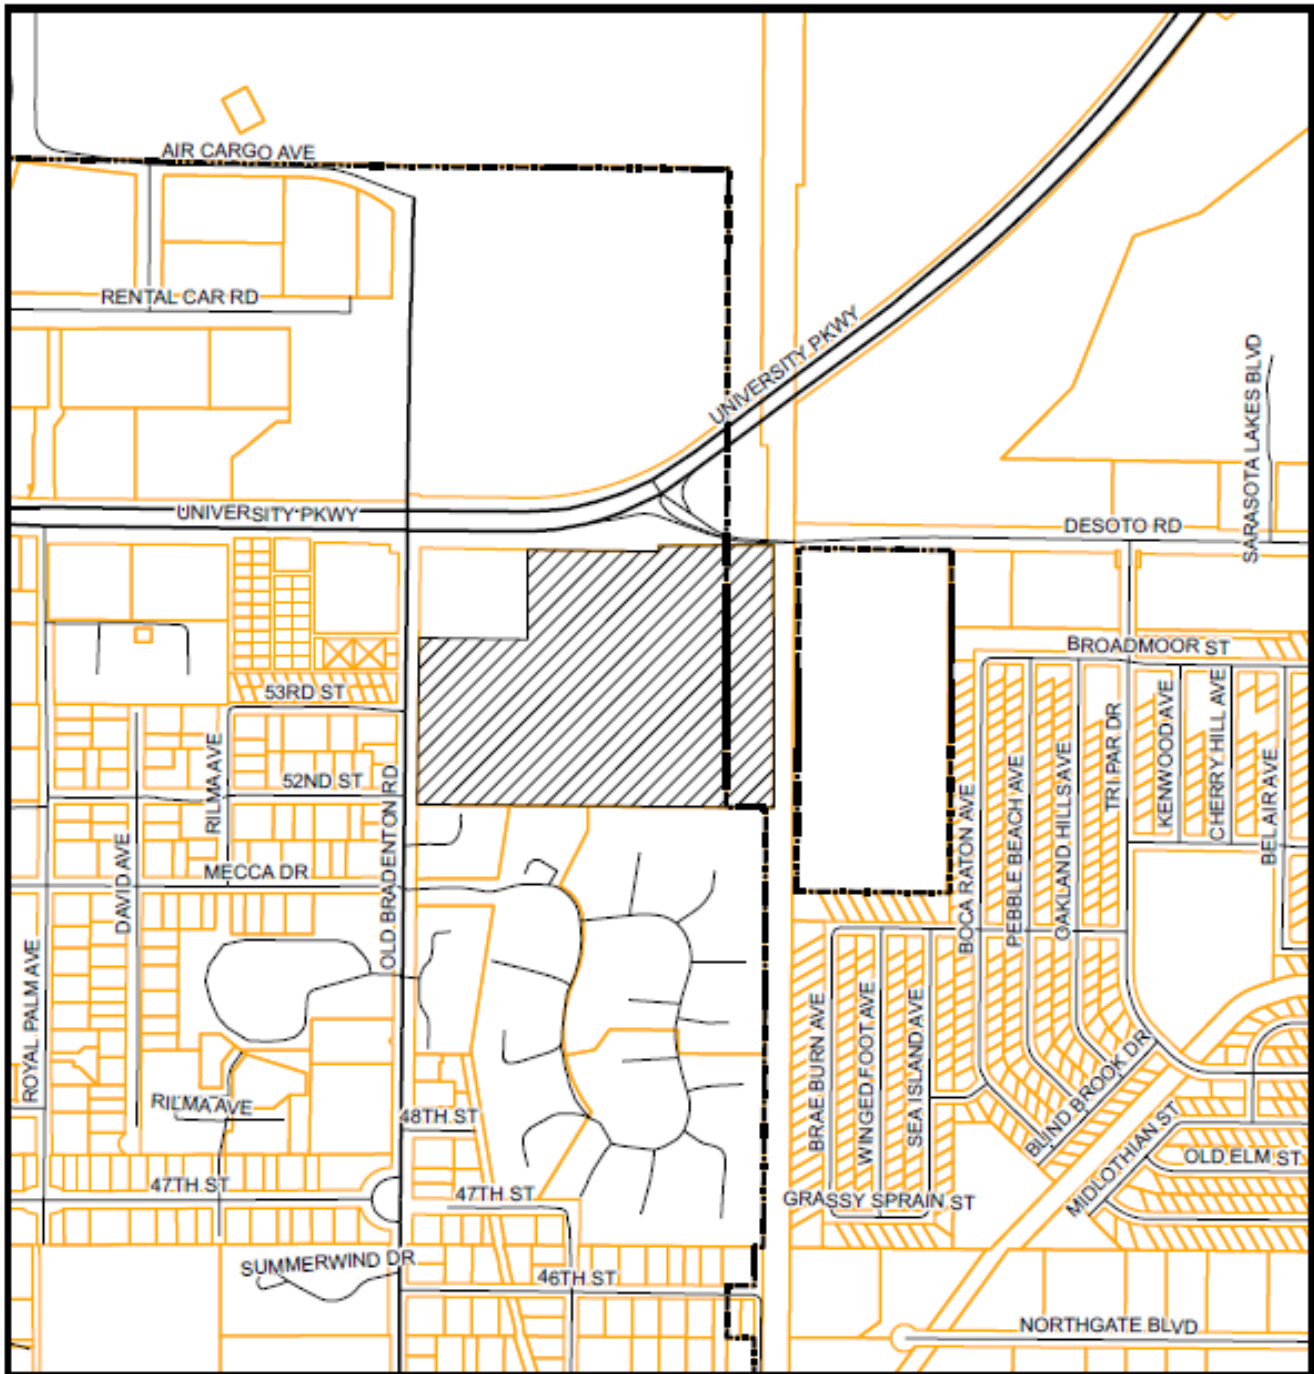 AIR CARGO AVE
RENTAL CAR RD
UNIVERSITY PKWY
SARASOTA LAKES BLVD
UNIVERSITY PKWY
DESOTO RD
BROADMOOR ST
53RD ST
KENWOOD AVE
CHERRY HILL AVE
TRI PAR DR
RILMA AVE
52ND ST
OLD BRADENTON RD
PEBBLE BEACH AVE
OAKLAND HILLS AVE
BOCA RATON AVE
BEL AIR AVE
DAVID AVE
MECCA DR
ROYAL PALM AVE
BRAE BURN AVE
WINGED FOOT AVE
SEA ISLAND AVE
BLIND BROOK DR
RILMA AVE
48TH ST
MIDLOTHIAN ST
OLD ELM ST
47TH ST
47TH ST
GRASSY SPRAIN ST
SUMMERWIND DR
46TH ST
NORTHGATE BLVD